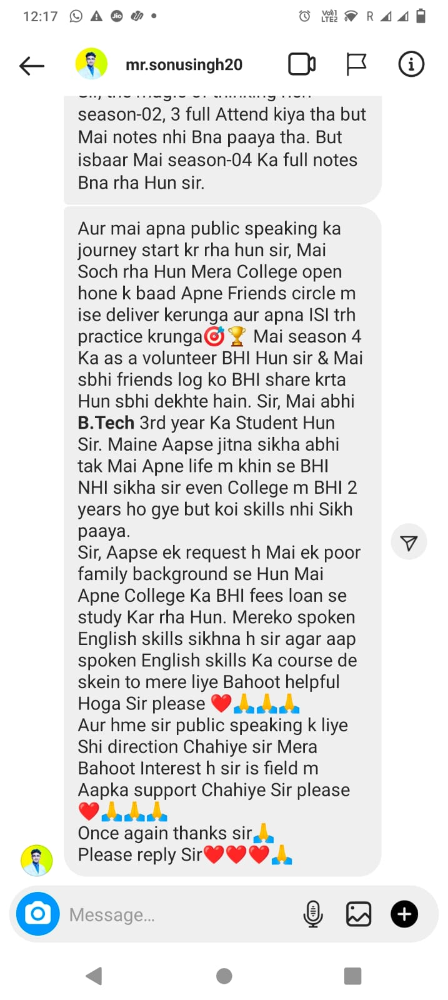 12:17
Jio
Vo))1
LTE2
R
mr.sonusingh20
Sir, the magic of thinking
season-02, 3 full Attend kiya tha but
Mai notes nhi Bna paaya tha. But
isbaar Mai season-04 Ka full notes
Bna rha Hun sir.
Aur mai apna public speaking ka
journey start kr rha hun sir, Mai
Soch rha Hun Mera College open
hone k baad Apne Friends circle m
ise deliver kerunga aur apna ISI trh
practice krunga🎯🏆 Mai season 4
Ka as a volunteer BHI Hun sir & Mai
sbhi friends log ko BHI share krta
Hun sbhi dekhte hain. Sir, Mai abhi
B.Tech 3rd year Ka Student Hun
Sir. Maine Aapse jitna sikha abhi
tak Mai Apne life m khin se BHI
NHI sikha sir even College m BHI 2
years ho gye but koi skills nhi Sikh
paaya.
Sir, Aapse ek request h Mai ek poor
family background se Hun Mai
Apne College Ka BHI fees loan se
study Kar rha Hun. Mereko spoken
English skills sikhna h sir agar aap
spoken English skills Ka course de
skein to mere liye Bahoot helpful
Hoga Sir please ❤️🙏🙏🙏
Aur hme sir public speaking k liye
Shi direction Chahiye sir Mera
Bahoot Interest h sir is field m
Aapka support Chahiye Sir please
❤️🙏🙏🙏
Once again thanks sir🙏
Please reply Sir❤️❤️❤️🙏
Message...